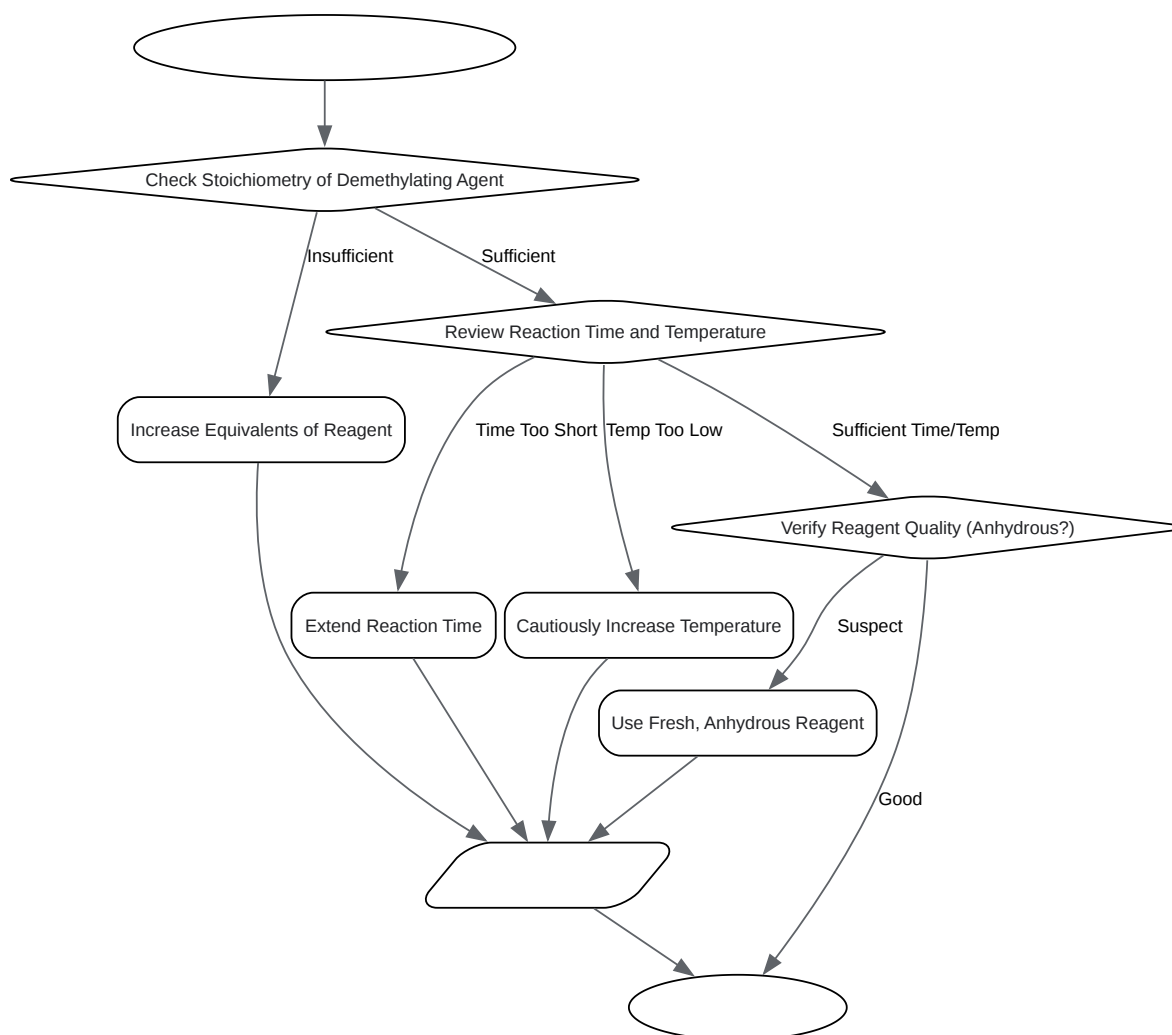 Check Stoichiometry of Demethylating Agent
Insufficient
Sufficient
Review Reaction Time and Temperature
Increase Equivalents of Reagent
Time Too Short
Temp Too Low
Sufficient Time/Temp
Verify Reagent Quality (Anhydrous?)
Extend Reaction Time
Cautiously Increase Temperature
Suspect
Use Fresh, Anhydrous Reagent
Good